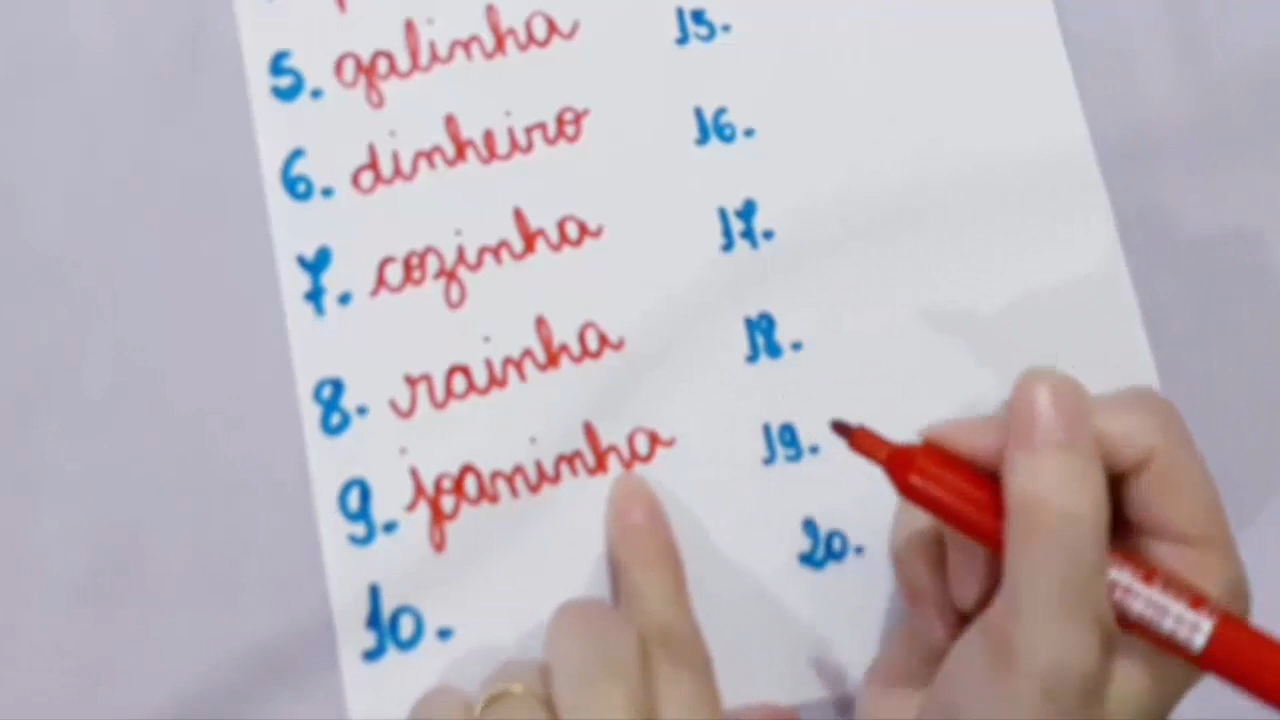 5. galinha
6. dinheiro
7. cozinha
8. rainha
9. joaninha
10.
15.
16.
17.
18.
19.
20.